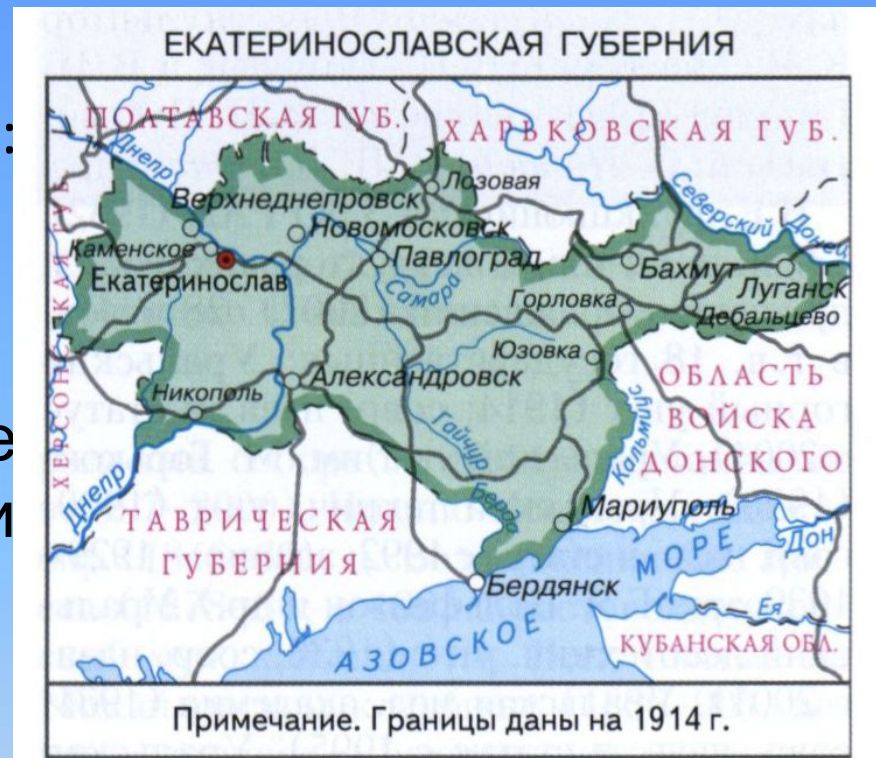 ЕКАТЕРИНОСЛАВСКАЯ ГУБЕРНИЯ
:
ПОЛТАВСКАЯ ГУБ.
ХАРЬКОВСКАЯ ГУБ.
Днепр
Лозовая
Верхнеднепровск
Северский Донец
Новомосковск
Каменское
Павлоград
Бахмут
Екатеринослав
Самара
Луганск
Горловка
Дебальцево
ХЕРСОНСКАЯ ГУБ.
Юзовка
Александровск
ОБЛАСТЬ
ВОЙСКА
ДОНСКОГО
Никополь
Кальмиус
Гайчур
е
Берда
Днепр
и
ТАВРИЧЕСКАЯ
ГУБЕРНИЯ
Мариуполь
Дон
Бердянск
АЗОВСКОЕ МОРЕ
Ея
КУБАНСКАЯ ОБЛ.
Примечание. Границы даны на 1914 г.